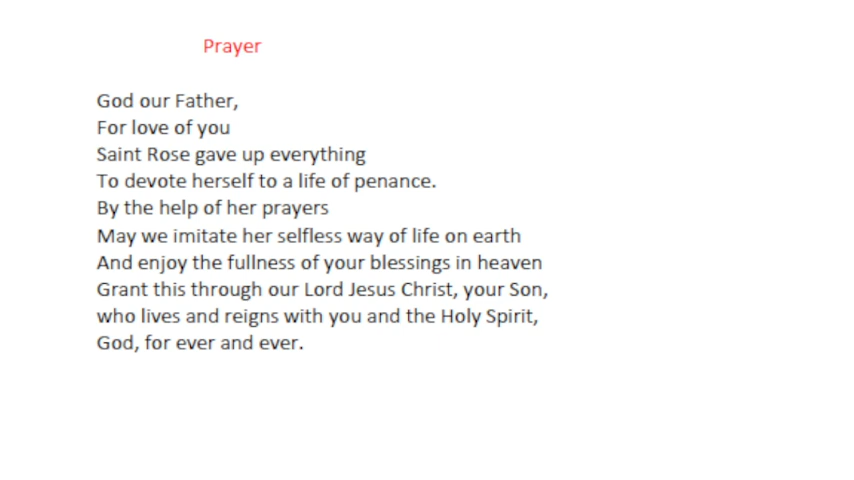 Prayer
God our Father,
For love of you
Saint Rose gave up everything
To devote herself to a life of penance.
By the help of her prayers
May we imitate her selfless way of life on earth
And enjoy the fullness of your blessings in heaven
Grant this through our Lord Jesus Christ, your Son,
who lives and reigns with you and the Holy Spirit,
God, for ever and ever.